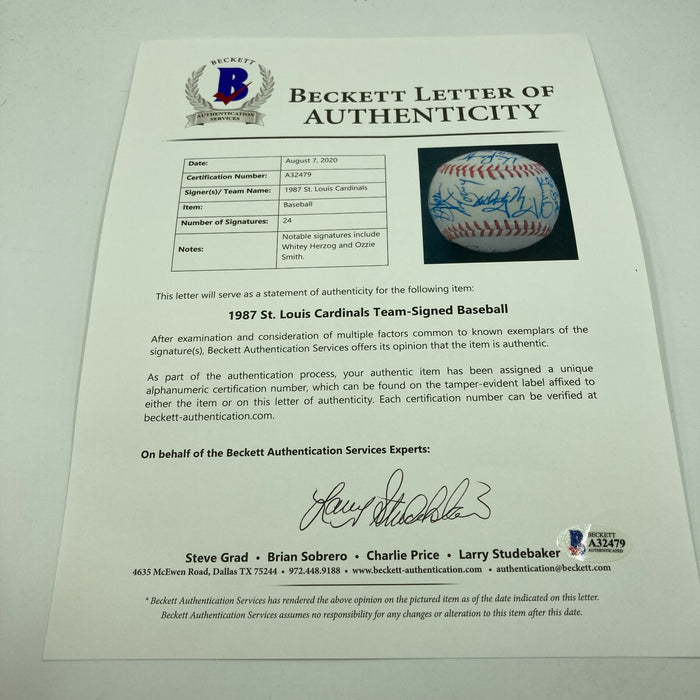 BECKETT
B
AUTHENTICATION
SERVICES
BECKETT LETTER OF
AUTHENTICITY
Date: August 7, 2020
Certification Number: A32479
Signer(s)/ Team Name: 1987 St. Louis Cardinals
Item: Baseball
Number of Signatures: 24
Notes: Notable signatures include
Whitey Herzog and Ozzie
Smith.
This letter will serve as a statement of authenticity for the following item:
1987 St. Louis Cardinals Team-Signed Baseball
After examination and consideration of multiple factors common to known exemplars of the
signature(s), Beckett Authentication Services offers its opinion that the item is authentic.
As part of the authentication process, your authentic item has been assigned a unique
alphanumeric certification number, which can be found on the tamper-evident label affixed to
either the item or on this letter of authenticity. Each certification number can be verified at
beckett-authentication.com.
On behalf of the Beckett Authentication Services Experts:
Larry Studebaker
Steve Grad • Brian Sobrero • Charlie Price • Larry Studebaker
BECKETT
A32479
AUTHENTICATED
4635 McEwen Road, Dallas TX 75244 • 972.448.9188 • www.beckett-authentication.com • authentication@beckett.com
* Beckett Authentication Services has rendered the above opinion on the pictured item as of the date indicated on this letter.
Beckett Authentication Services assumes no responsibility for any changes or alteration to this item after this date.